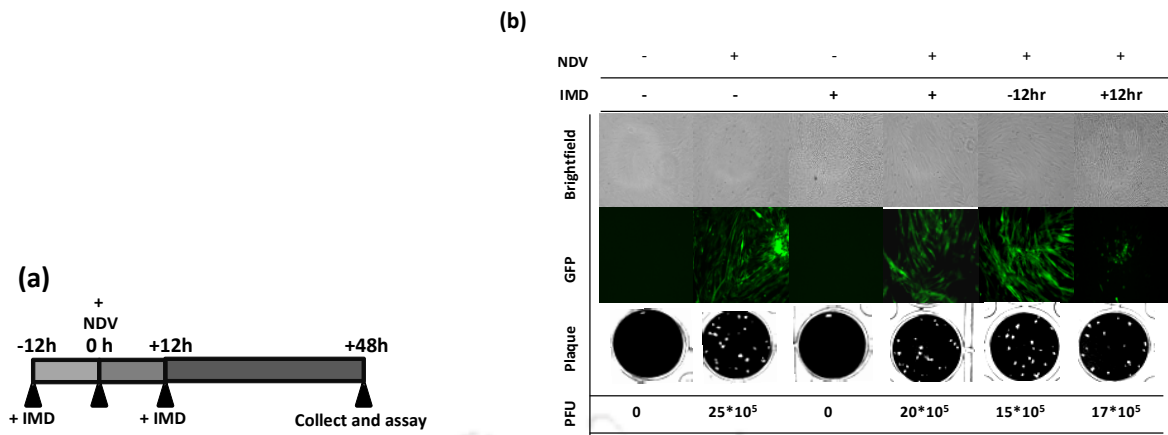 (a)
+
NDV
-12h 0 h +12h +48h
+ IMD + IMD Collect and assay
(b)
NDV - + - + + +
IMD - - + + -12hr +12hr
Brightfield
GFP
Plaque
PFU 0 25*10⁵ 0 20*10⁵ 15*10⁵ 17*10⁵